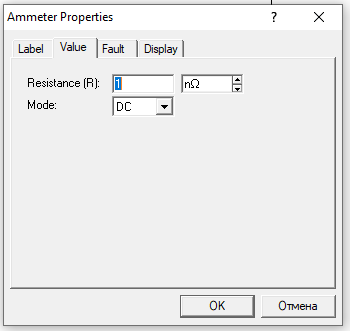 Ammeter Properties ?
Label Value Fault Display
Resistance (R): 1 nΩ
Mode: DC
OK Отмена